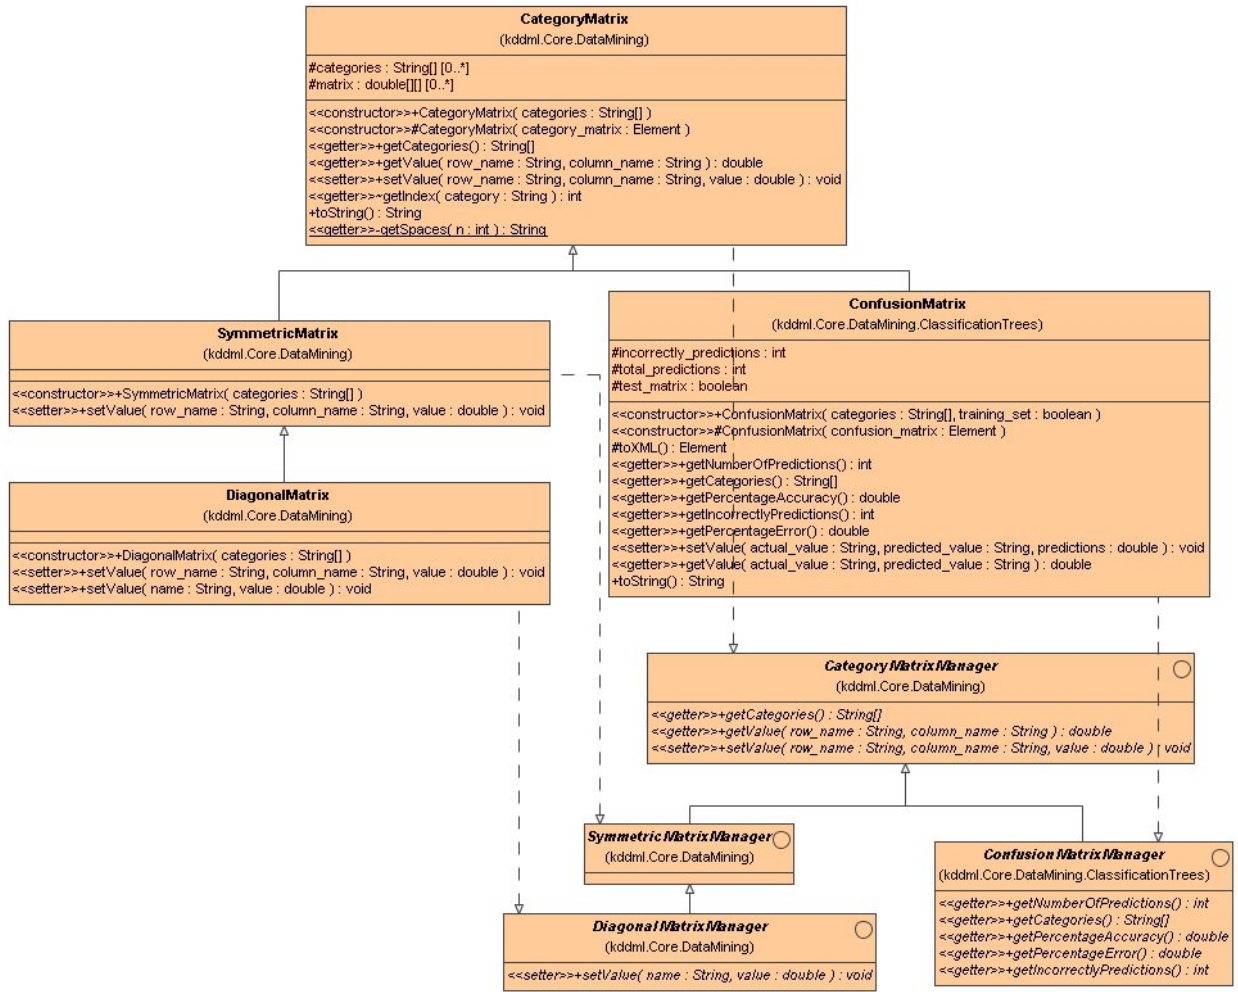 CategoryMatrix
(kddml.Core.DataMining)
#categories : String[] [0..*]
#matrix : double[][] [0..*]
<<constructor>>+CategoryMatrix( categories : String[] )
<<constructor>>#CategoryMatrix( category_matrix : Element )
<<getter>>+getCategories() : String[]
<<getter>>+getValue( row_name : String, column_name : String ) : double
<<setter>>+setValue( row_name : String, column_name : String, value : double ) : void
<<getter>>~getIndex( category : String ) : int
+toString() : String
<<getter>>-getSpaces( n : int ) : String
SymmetricMatrix
(kddml.Core.DataMining)
<<constructor>>+SymmetricMatrix( categories : String[] )
<<setter>>+setValue( row_name : String, column_name : String, value : double ) : void
ConfusionMatrix
(kddml.Core.DataMining.ClassificationTrees)
#incorrectly_predictions : int
#total_predictions : int
#test_matrix : boolean
<<constructor>>+ConfusionMatrix( categories : String[], training_set : boolean )
<<constructor>>#ConfusionMatrix( confusion_matrix : Element )
#toXML() : Element
<<getter>>+getNumberOfPredictions() : int
<<getter>>+getCategories() : String[]
<<getter>>+getPercentageAccuracy() : double
<<getter>>+getIncorrectlyPredictions() : int
<<getter>>+getPercentageError() : double
<<setter>>+setValue( actual_value : String, predicted_value : String, predictions : double ) : void
<<getter>>+getValue( actual_value : String, predicted_value : String ) : double
+toString() : String
DiagonalMatrix
(kddml.Core.DataMining)
<<constructor>>+DiagonalMatrix( categories : String[] )
<<setter>>+setValue( row_name : String, column_name : String, value : double ) : void
<<setter>>+setValue( name : String, value : double ) : void
CategoryMatrixManager
(kddml.Core.DataMining)
<<getter>>+getCategories() : String[]
<<getter>>+getValue( row_name : String, column_name : String ) : double
<<setter>>+setValue( row_name : String, column_name : String, value : double ) : void
SymmetricMatrixManager
(kddml.Core.DataMining)
ConfusionMatrixManager
(kddml.Core.DataMining.ClassificationTrees)
<<getter>>+getNumberOfPredictions() : int
<<getter>>+getCategories() : String[]
<<getter>>+getPercentageAccuracy() : double
<<getter>>+getPercentageError() : double
<<getter>>+getIncorrectlyPredictions() : int
DiagonalMatrixManager
(kddml.Core.DataMining)
<<setter>>+setValue( name : String, value : double ) : void